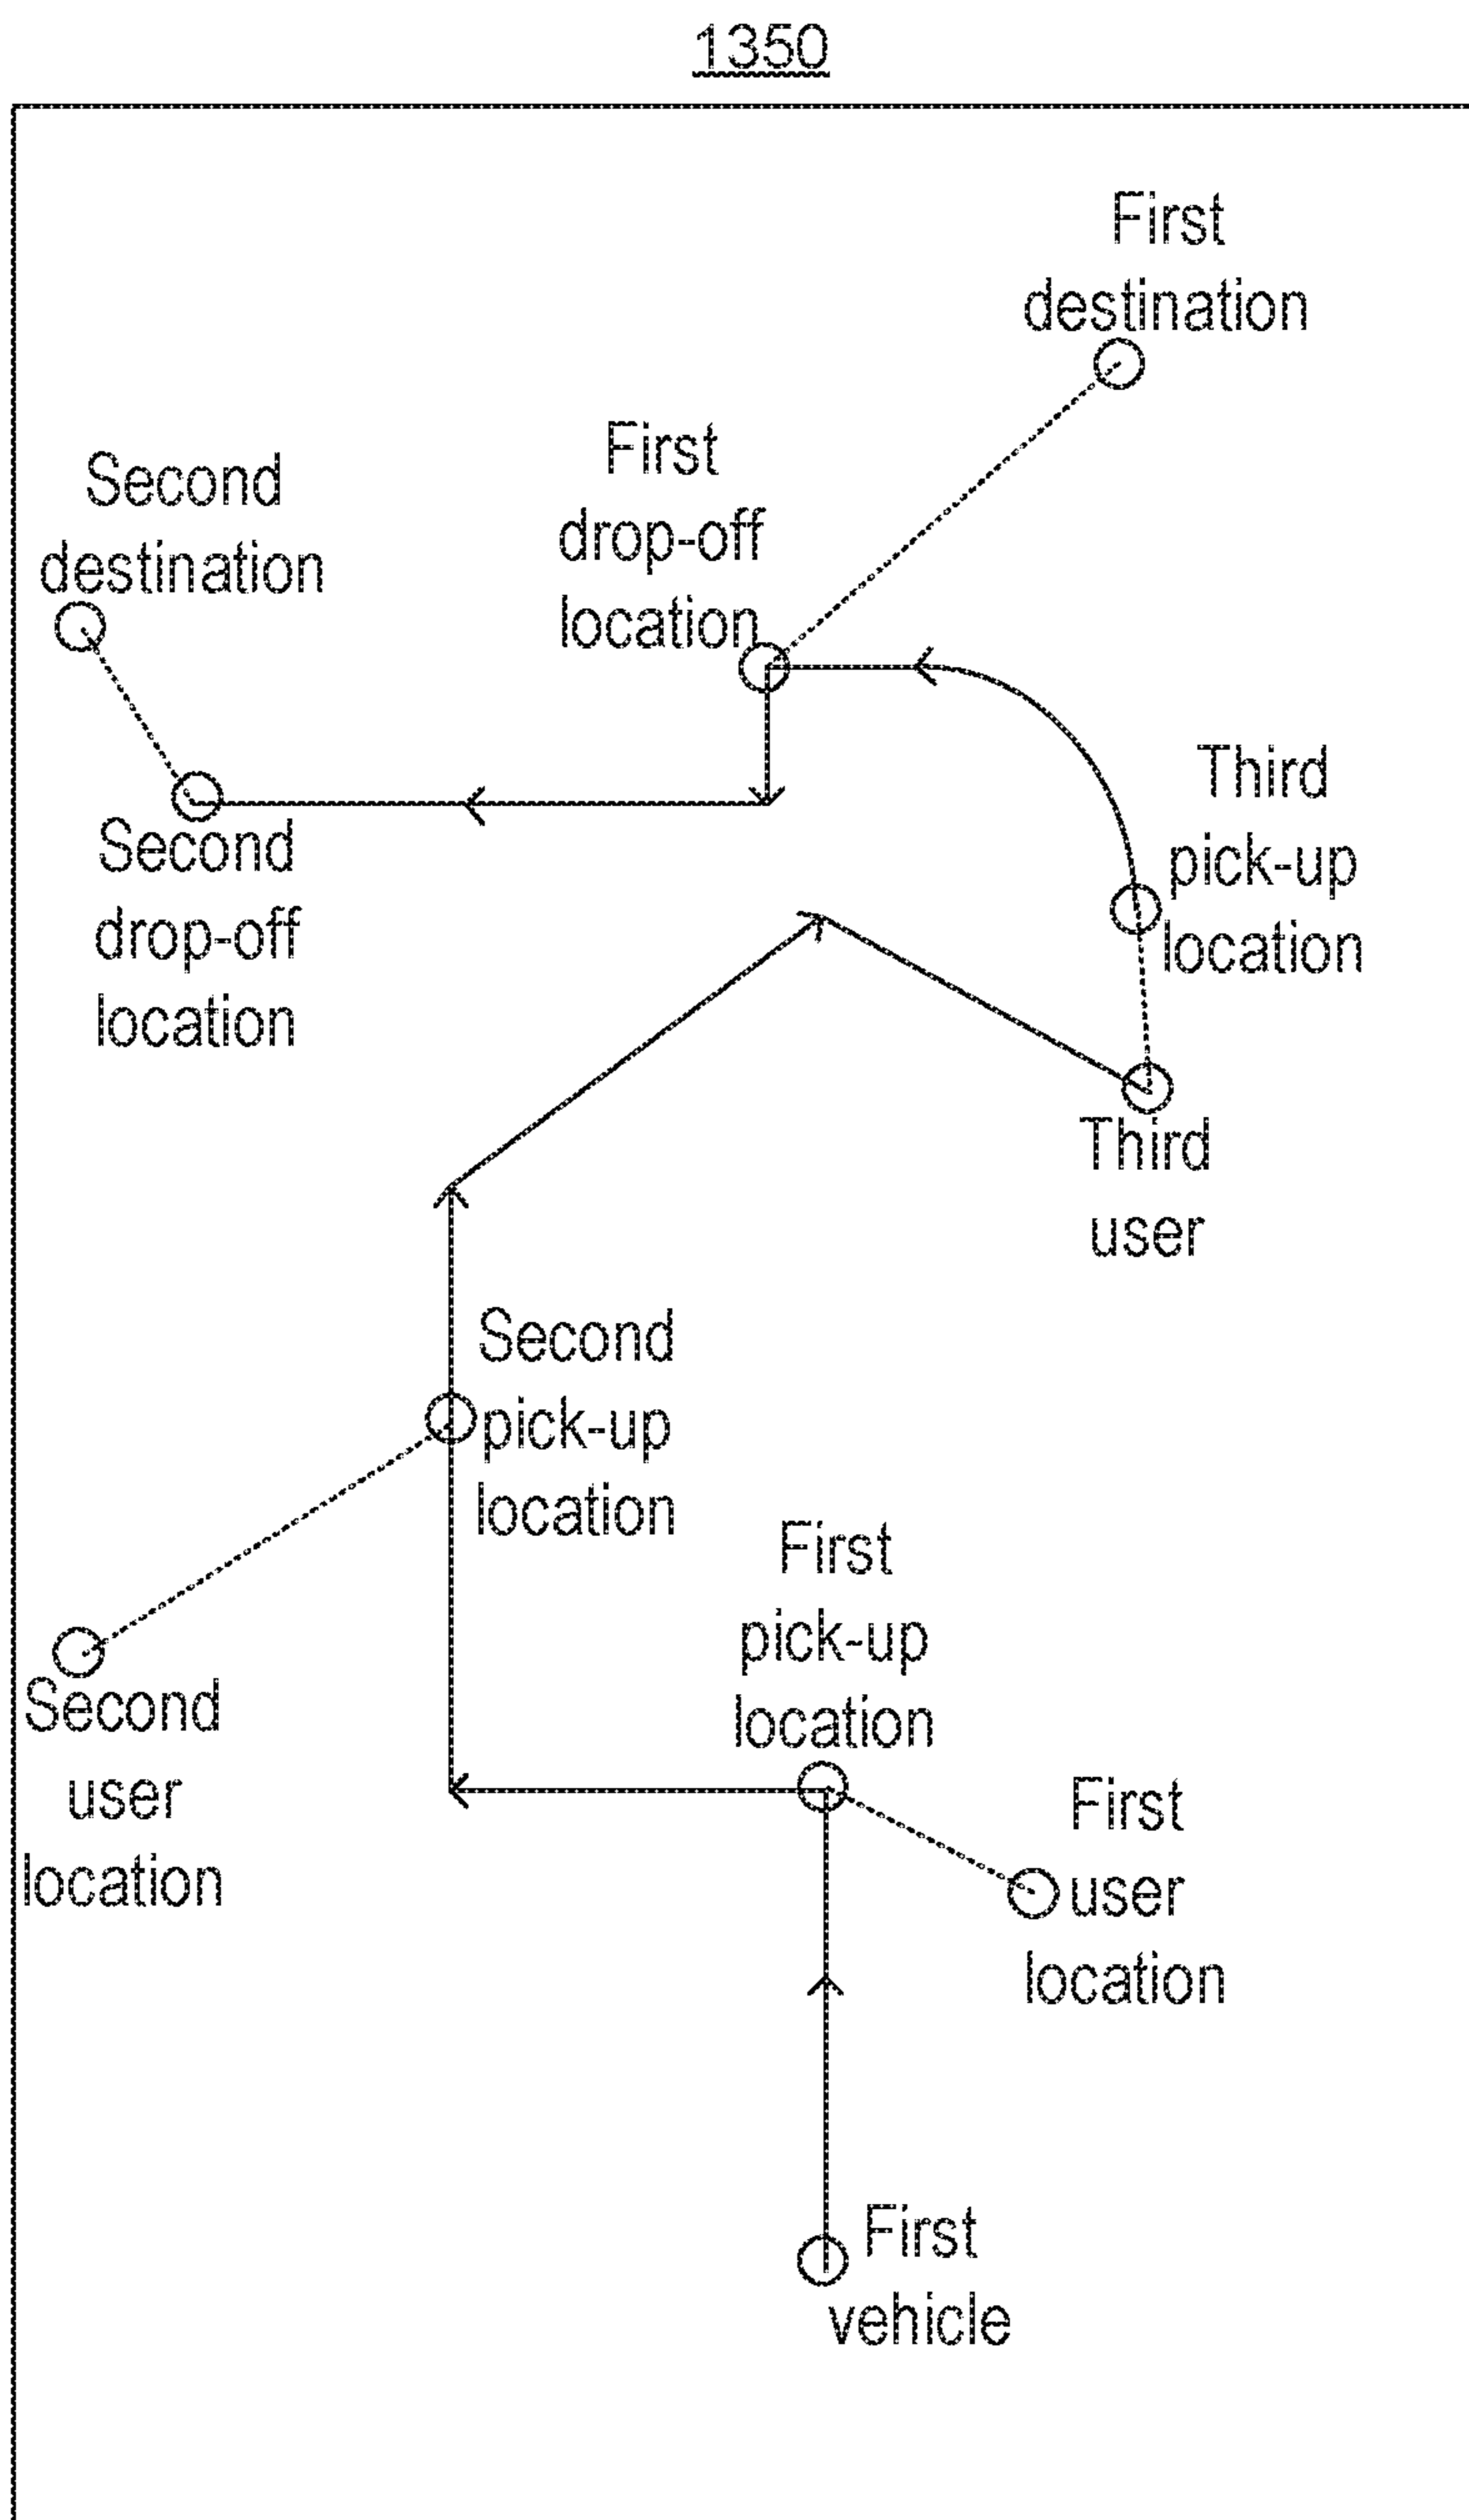 1350
First
destination
First
drop-off
location
Second
destination
Third
pick-up
location
Second
drop-off
location
Third
user
Second
pick-up
location
First
pick-up
location
Second
user
location
First
user
location
First
vehicle